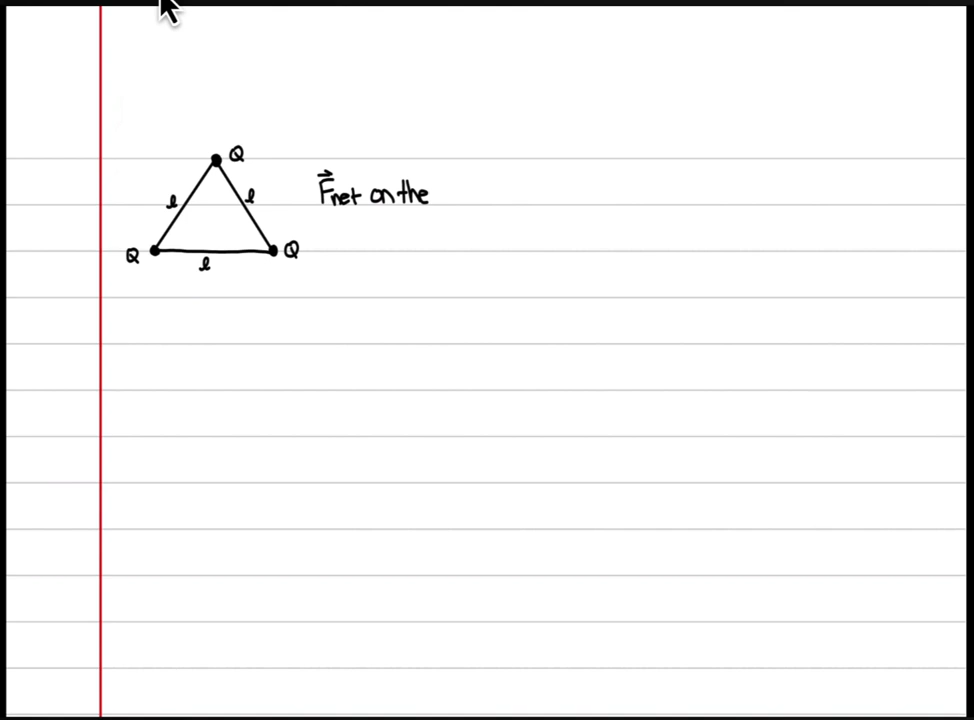 Q
l l
F⃗net on the
Q l Q